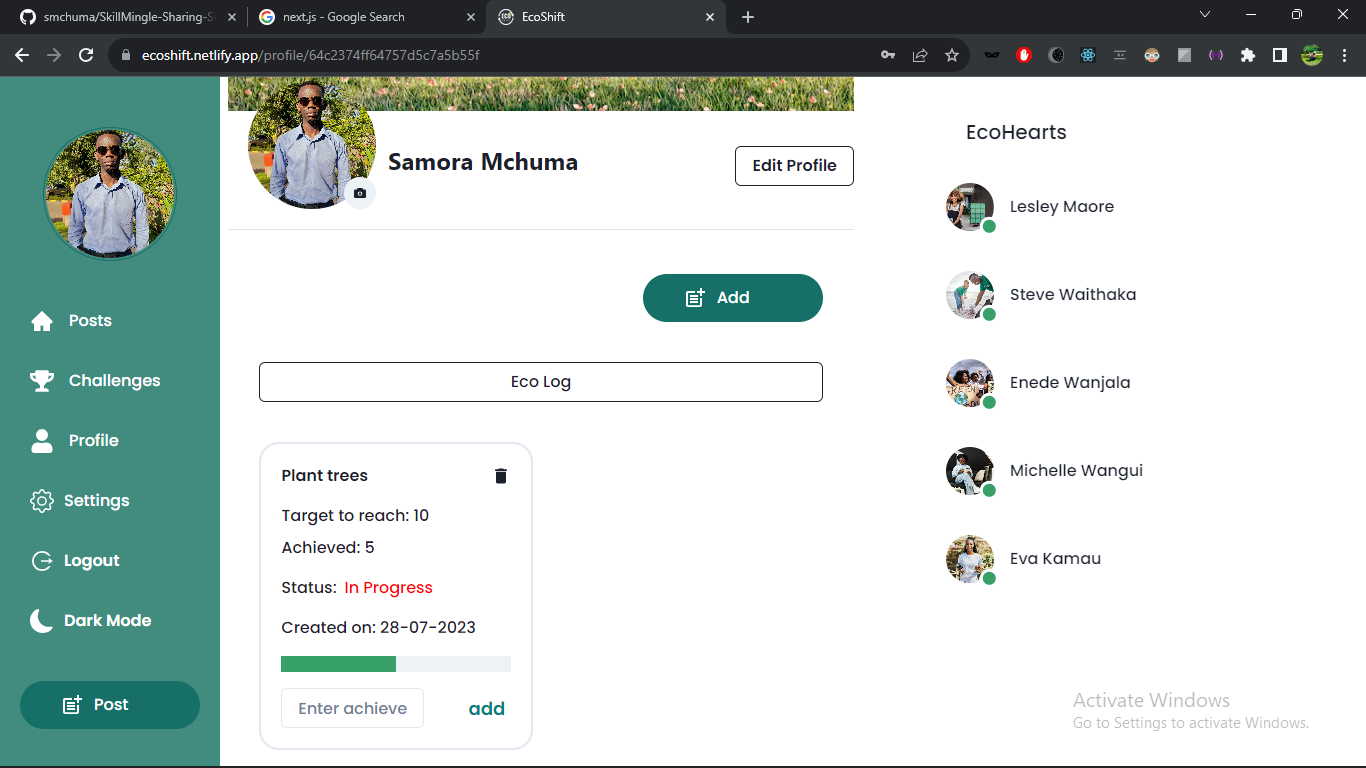 smchuma/SkillMingle-Sharing-S
next.js - Google Search
EcoShift
ecoshift.netlify.app/profile/64c2374ff64757d5c7a5b55f
Posts
Challenges
Profile
Settings
Logout
Dark Mode
Post
Samora Mchuma
Edit Profile
Add
Eco Log
Plant trees
Target to reach: 10
Achieved: 5
Status: In Progress
Created on: 28-07-2023
Enter achieve
add
EcoHearts
Lesley Maore
Steve Waithaka
Enede Wanjala
Michelle Wangui
Eva Kamau
Activate Windows
Go to Settings to activate Windows.